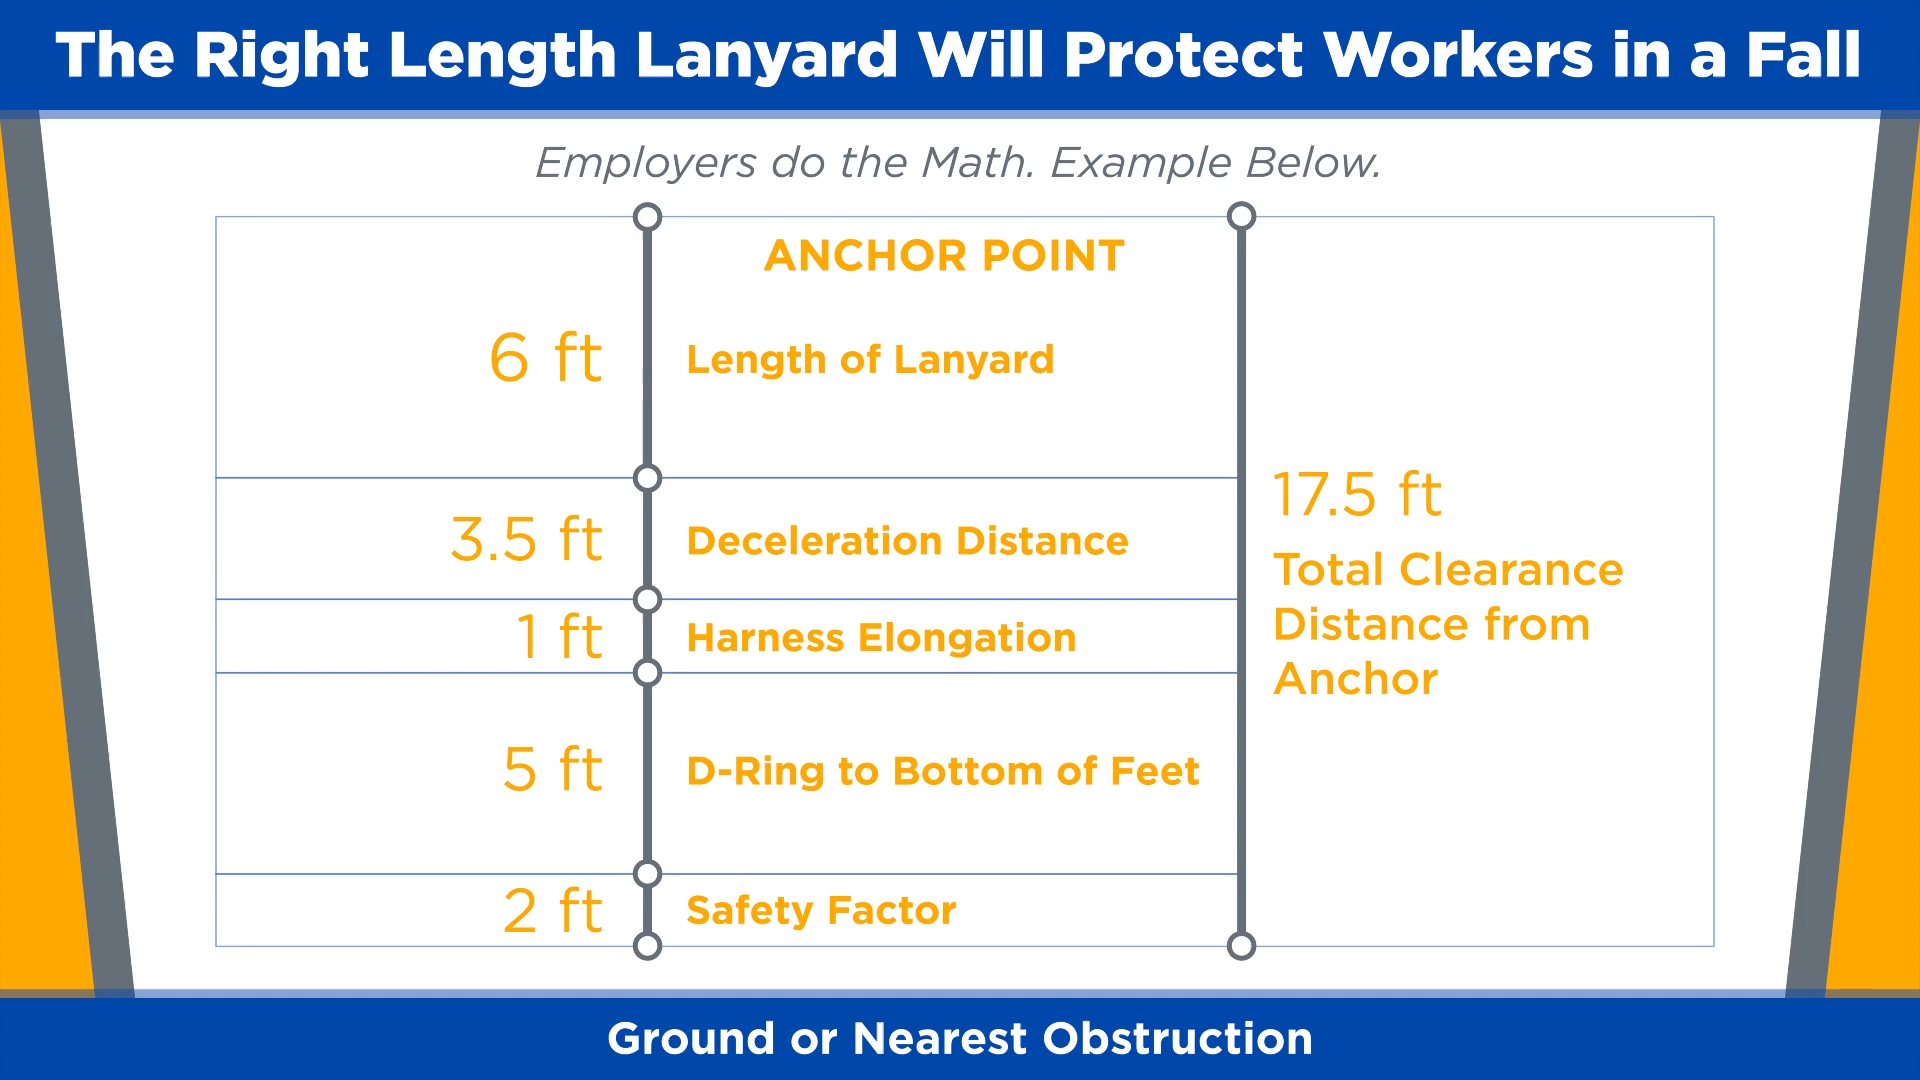 The Right Length Lanyard Will Protect Workers in a Fall
Employers do the Math. Example Below.
ANCHOR POINT
6 ft Length of Lanyard
3.5 ft Deceleration Distance
1 ft Harness Elongation
5 ft D-Ring to Bottom of Feet
2 ft Safety Factor
17.5 ft
Total Clearance
Distance from
Anchor
Ground or Nearest Obstruction